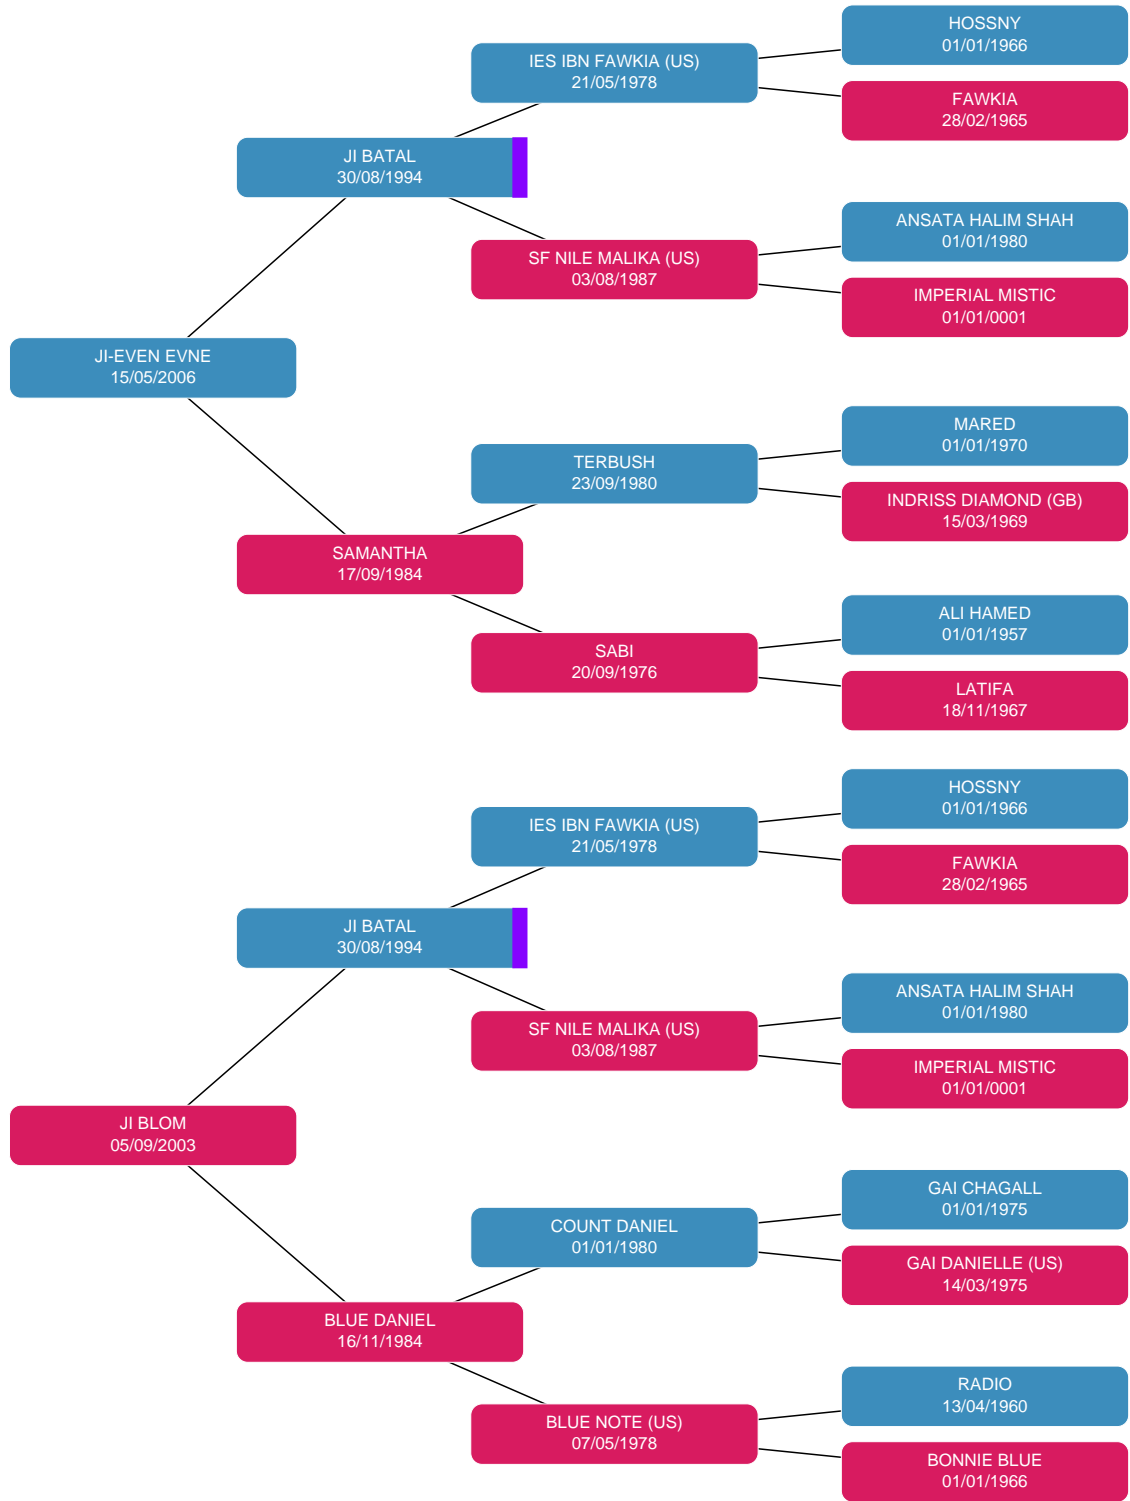 HOSSNY
01/01/1966
IES IBN FAWKIA (US)
21/05/1978
FAWKIA
28/02/1965
JI BATAL
30/08/1994
ANSATA HALIM SHAH
01/01/1980
SF NILE MALIKA (US)
03/08/1987
IMPERIAL MISTIC
01/01/0001
JI-EVEN EVNE
15/05/2006
MARED
01/01/1970
TERBUSH
23/09/1980
INDRISS DIAMOND (GB)
15/03/1969
SAMANTHA
17/09/1984
ALI HAMED
01/01/1957
SABI
20/09/1976
LATIFA
18/11/1967
HOSSNY
01/01/1966
IES IBN FAWKIA (US)
21/05/1978
FAWKIA
28/02/1965
JI BATAL
30/08/1994
ANSATA HALIM SHAH
01/01/1980
SF NILE MALIKA (US)
03/08/1987
IMPERIAL MISTIC
01/01/0001
JI BLOM
05/09/2003
GAI CHAGALL
01/01/1975
COUNT DANIEL
01/01/1980
GAI DANIELLE (US)
14/03/1975
BLUE DANIEL
16/11/1984
RADIO
13/04/1960
BLUE NOTE (US)
07/05/1978
BONNIE BLUE
01/01/1966